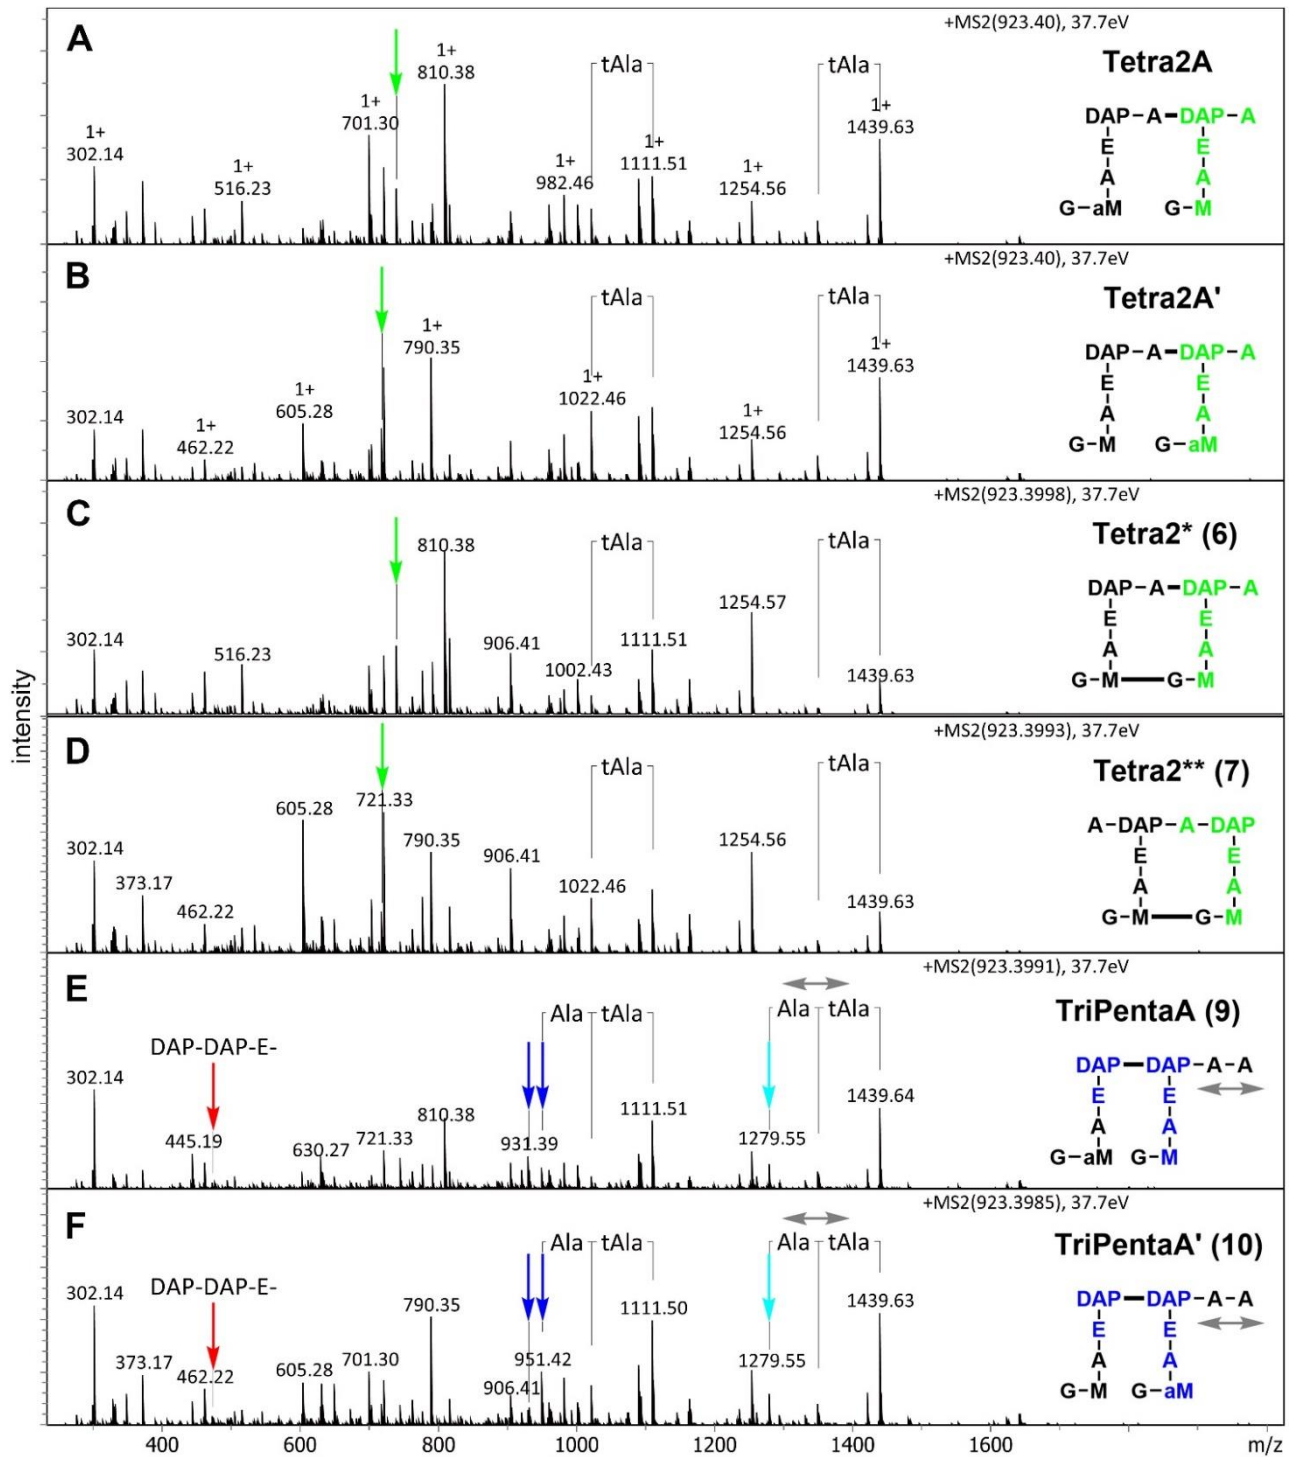 intensity
A
+MS2(923.40), 37.7eV
Tetra2A
1+
302.14
1+
516.23
1+
701.30
1+
810.38
1+
982.46
tAla
1+
1111.51
1+
1254.56
tAla
1+
1439.63
DAP-A-DAP-A
E E
A A
G-aM G-M
B
+MS2(923.40), 37.7eV
Tetra2A'
302.14
1+
462.22
1+
605.28
1+
790.35
1+
1022.46
tAla
1+
1254.56
tAla
1+
1439.63
DAP-A-DAP-A
E E
A A
G-M G-aM
C
+MS2(923.3998), 37.7eV
Tetra2* (6)
302.14
516.23
810.38
906.41
1002.43
tAla
1111.51
1254.57
tAla
1439.63
DAP-A-DAP-A
E E
A A
G-M—G-M
D
+MS2(923.3993), 37.7eV
Tetra2** (7)
302.14
373.17
462.22
605.28
721.33
790.35
906.41
1022.46
tAla
1254.56
tAla
1439.63
A-DAP-A-DAP
E E
A A
G-M—G-M
E
+MS2(923.3991), 37.7eV
TriPentaA (9)
DAP-DAP-E-
302.14
445.19
630.27
721.33
810.38
931.39
Ala tAla
1111.51
1279.55
Ala tAla
1439.64
DAP—DAP-A-A
E E
A A
G-aM G-M
F
+MS2(923.3985), 37.7eV
TriPentaA' (10)
DAP-DAP-E-
302.14
373.17
462.22
605.28
701.30
790.35
906.41
951.42
Ala tAla
1111.50
1279.55
Ala tAla
1439.63
DAP—DAP-A-A
E E
A A
G-M G-aM
400 600 800 1000 1200 1400 1600 m/z